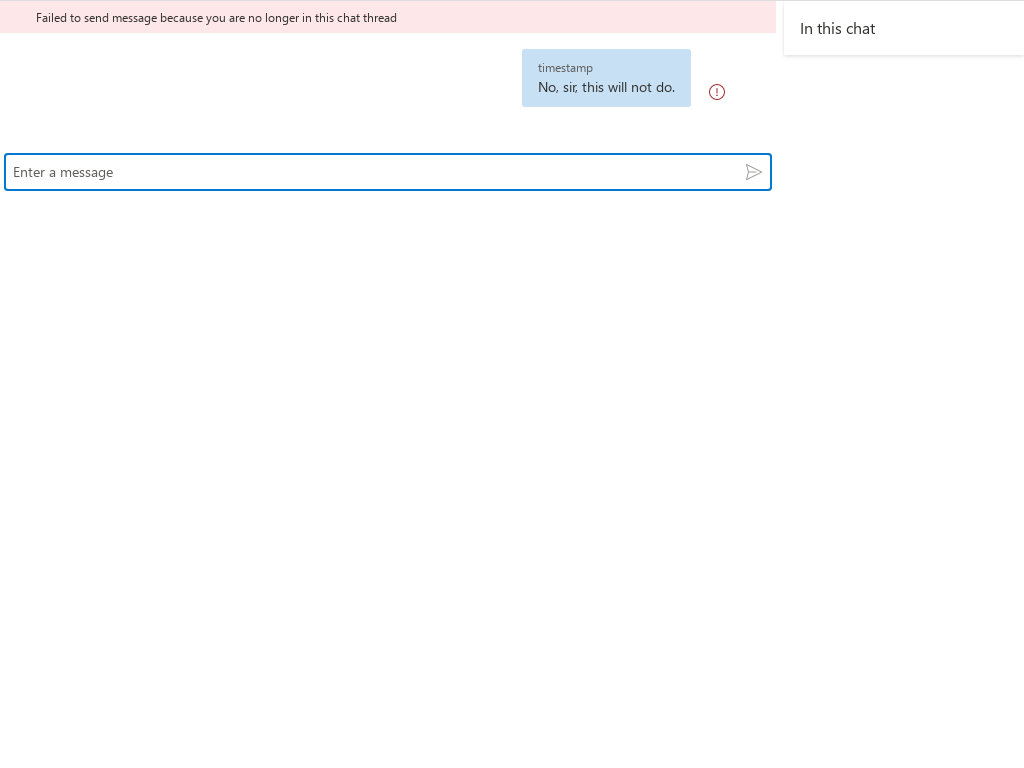 Failed to send message because you are no longer in this chat thread
In this chat
timestamp
No, sir, this will not do.
Enter a message